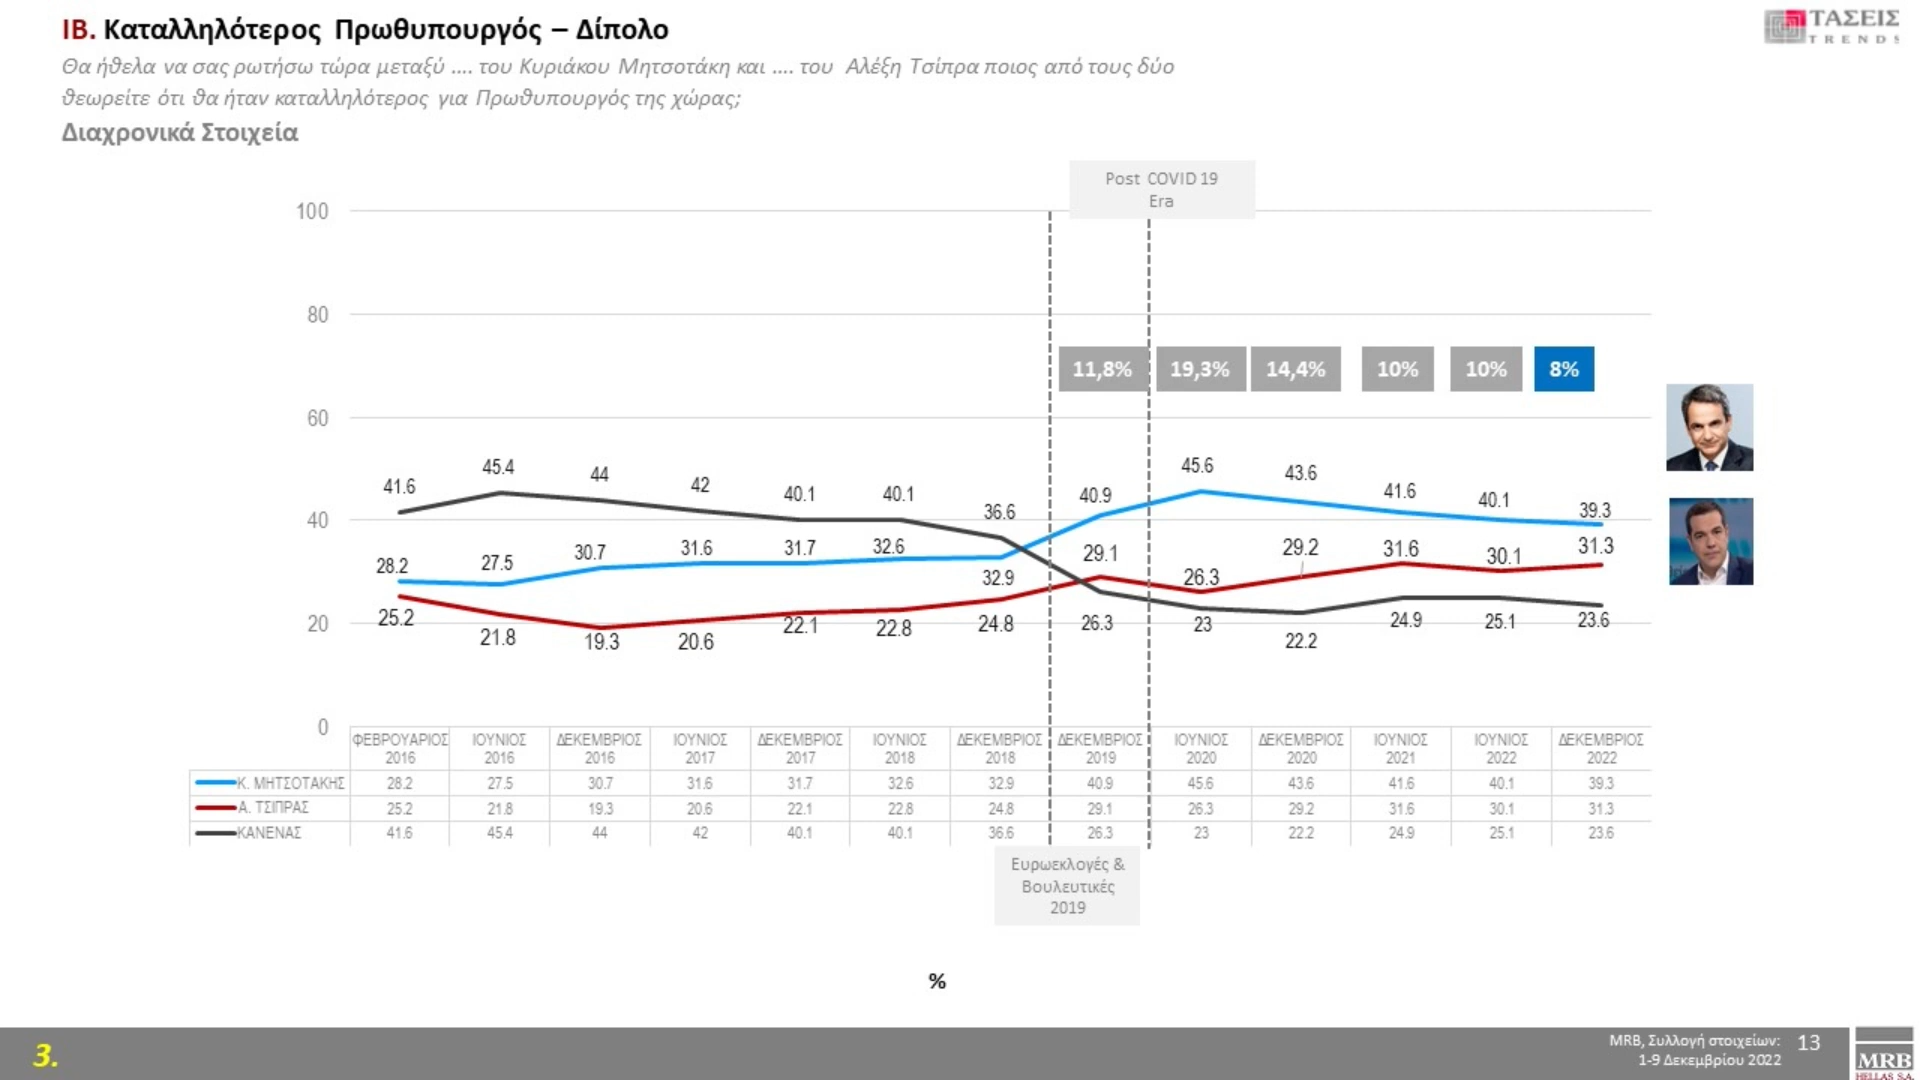 ΙΒ. Καταλληλότερος Πρωθυπουργός – Δίπολο
ΤΑΣΕΙΣ
TRENDS
Θα ήθελα να σας ρωτήσω τώρα μεταξύ .... του Κυριάκου Μητσοτάκη και .... του Αλέξη Τσίπρα ποιος από τους δύο
θεωρείτε ότι θα ήταν καταλληλότερος για Πρωθυπουργός της χώρας;
Διαχρονικά Στοιχεία
Post COVID 19
Era
100
80
60
40
20
0
11,8% 19,3% 14,4% 10% 10% 8%
41.6 45.4 44 42 40.1 40.1 36.6 40.9 45.6 43.6 41.6 40.1 39.3
28.2 27.5 30.7 31.6 31.7 32.6 32.9 29.1 26.3 29.2 31.6 30.1 31.3
25.2 21.8 19.3 20.6 22.1 22.8 24.8 26.3 23 22.2 24.9 25.1 23.6
ΦΕΒΡΟΥΑΡΙΟΣ ΙΟΥΝΙΟΣ ΔΕΚΕΜΒΡΙΟΣ ΙΟΥΝΙΟΣ ΔΕΚΕΜΒΡΙΟΣ ΙΟΥΝΙΟΣ ΔΕΚΕΜΒΡΙΟΣ ΔΕΚΕΜΒΡΙΟΣ ΙΟΥΝΙΟΣ ΔΕΚΕΜΒΡΙΟΣ ΙΟΥΝΙΟΣ ΙΟΥΝΙΟΣ ΔΕΚΕΜΒΡΙΟΣ
2016 2016 2016 2017 2017 2018 2018 2019 2020 2020 2021 2022 2022
Κ. ΜΗΤΣΟΤΑΚΗΣ 28.2 27.5 30.7 31.6 31.7 32.6 32.9 40.9 45.6 43.6 41.6 40.1 39.3
Α. ΤΣΙΠΡΑΣ 25.2 21.8 19.3 20.6 22.1 22.8 24.8 29.1 26.3 29.2 31.6 30.1 31.3
ΚΑΝΕΝΑΣ 41.6 45.4 44 42 40.1 40.1 36.6 26.3 23 22.2 24.9 25.1 23.6
Ευρωεκλογές &
Βουλευτικές
2019
%
3.
MRB, Συλλογή στοιχείων:
1-9 Δεκεμβρίου 2022
13
MRB
HELLAS S.A.